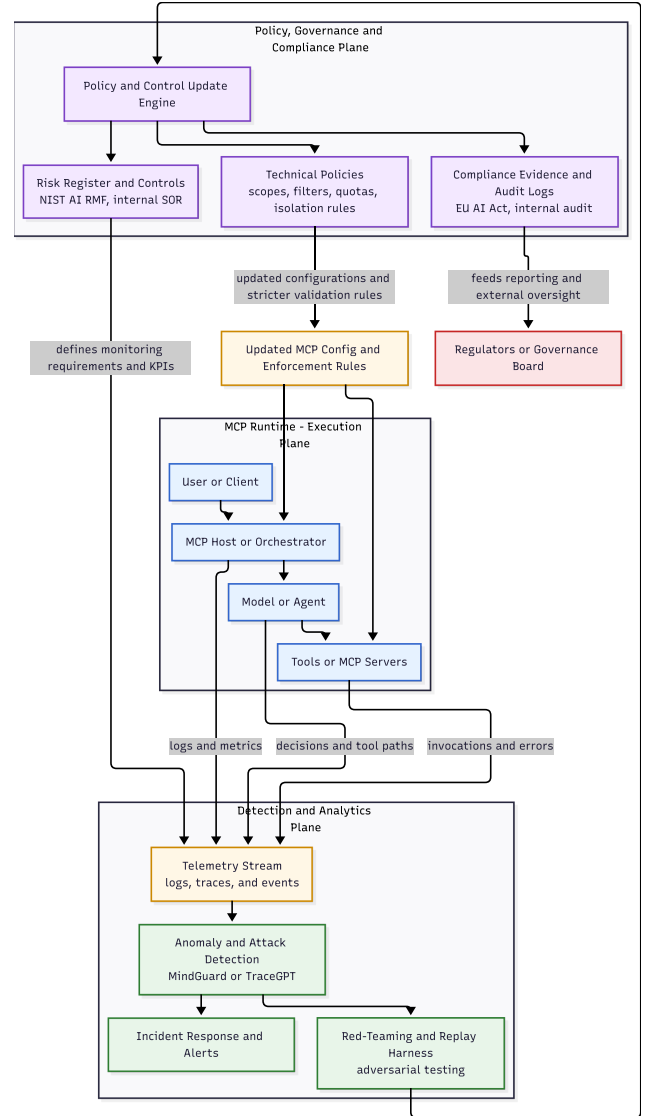 Policy, Governance and
Compliance Plane
Policy and Control Update
Engine
Risk Register and Controls
NIST AI RMF, internal SOR
Technical Policies
scopes, filters, quotas,
isolation rules
Compliance Evidence and
Audit Logs
EU AI Act, internal audit
updated configurations and
stricter validation rules
feeds reporting and
external oversight
defines monitoring
requirements and KPIs
Updated MCP Config and
Enforcement Rules
Regulators or Governance
Board
MCP Runtime - Execution
Plane
User or Client
MCP Host or Orchestrator
Model or Agent
Tools or MCP Servers
logs and metrics
decisions and tool paths
invocations and errors
Detection and Analytics
Plane
Telemetry Stream
logs, traces, and events
Anomaly and Attack
Detection
MindGuard or TraceGPT
Incident Response and
Alerts
Red-Teaming and Replay
Harness
adversarial testing